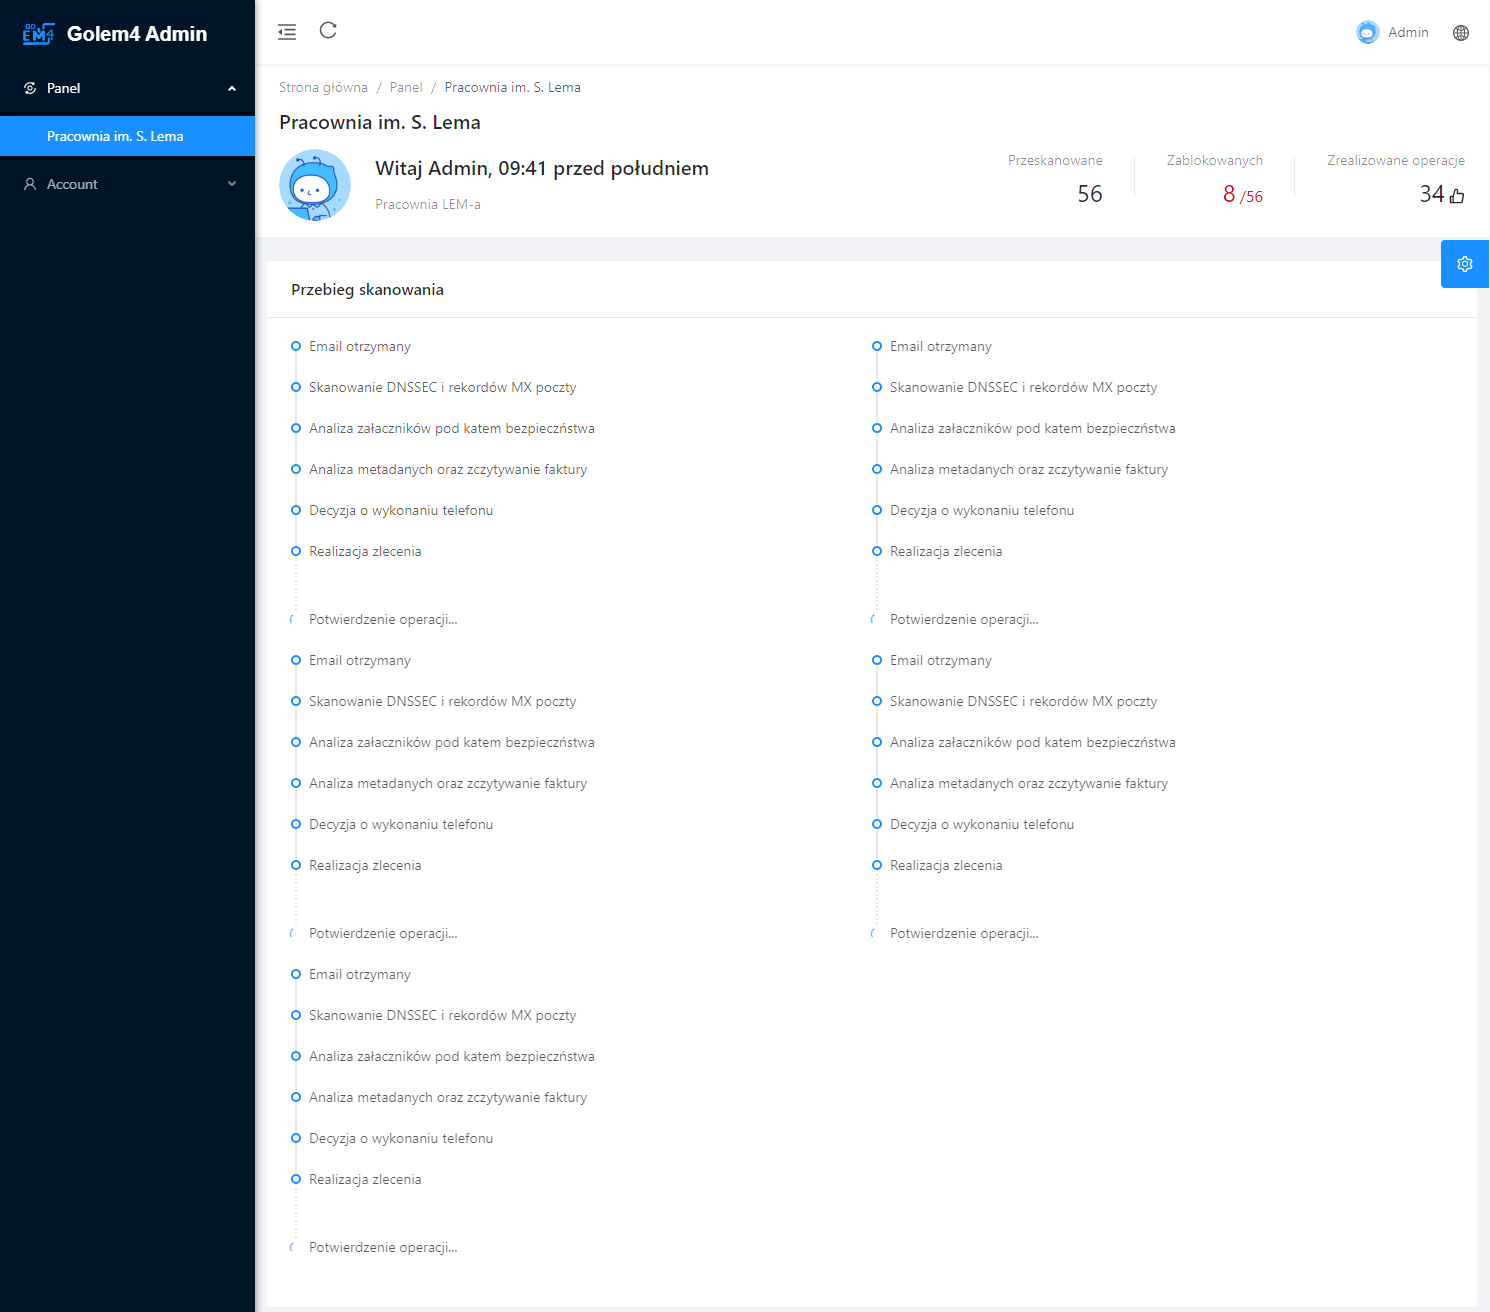 GO
EM4
Golem4 Admin
Admin
Panel
Pracownia im. S. Lema
Account
Strona główna / Panel / Pracownia im. S. Lema
Pracownia im. S. Lema
Witaj Admin, 09:41 przed południem
Pracownia LEM-a
Przeskanowane
56
Zablokowanych
8 /56
Zrealizowane operacje
34
Przebieg skanowania
Email otrzymany
Skanowanie DNSSEC i rekordów MX poczty
Analiza załaczników pod katem bezpieczństwa
Analiza metadanych oraz zczytywanie faktury
Decyzja o wykonaniu telefonu
Realizacja zlecenia
Potwierdzenie operacji...
Email otrzymany
Skanowanie DNSSEC i rekordów MX poczty
Analiza załaczników pod katem bezpieczństwa
Analiza metadanych oraz zczytywanie faktury
Decyzja o wykonaniu telefonu
Realizacja zlecenia
Potwierdzenie operacji...
Email otrzymany
Skanowanie DNSSEC i rekordów MX poczty
Analiza załaczników pod katem bezpieczństwa
Analiza metadanych oraz zczytywanie faktury
Decyzja o wykonaniu telefonu
Realizacja zlecenia
Potwierdzenie operacji...
Email otrzymany
Skanowanie DNSSEC i rekordów MX poczty
Analiza załaczników pod katem bezpieczństwa
Analiza metadanych oraz zczytywanie faktury
Decyzja o wykonaniu telefonu
Realizacja zlecenia
Potwierdzenie operacji...
Email otrzymany
Skanowanie DNSSEC i rekordów MX poczty
Analiza załaczników pod katem bezpieczństwa
Analiza metadanych oraz zczytywanie faktury
Decyzja o wykonaniu telefonu
Realizacja zlecenia
Potwierdzenie operacji...